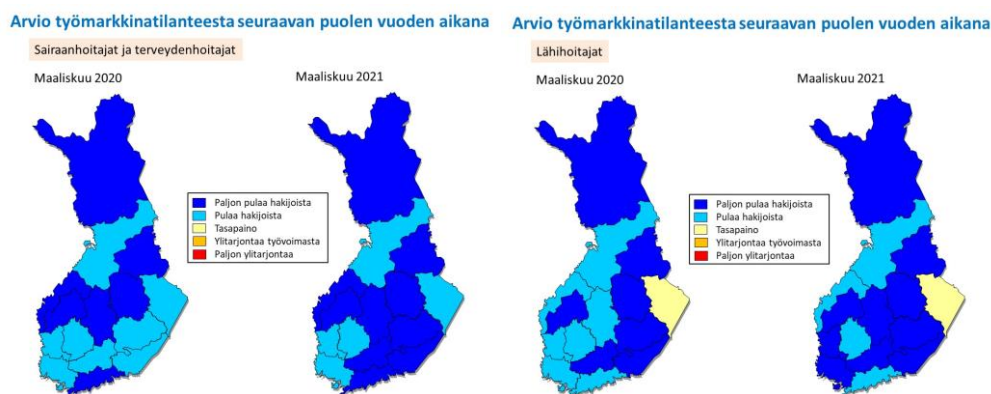 Arvio työmarkkinatilanteesta seuraavan puolen vuoden aikana
Sairaanhoitajat ja terveydenhoitajat
Maaliskuu 2020
Maaliskuu 2021
Paljon pulaa hakijoista
Pulaa hakijoista
Tasapaino
Ylitarjontaa työvoimasta
Paljon ylitarjontaa
Arvio työmarkkinatilanteesta seuraavan puolen vuoden aikana
Lähihoitajat
Maaliskuu 2020
Maaliskuu 2021
Paljon pulaa hakijoista
Pulaa hakijoista
Tasapaino
Ylitarjontaa työvoimasta
Paljon ylitarjontaa